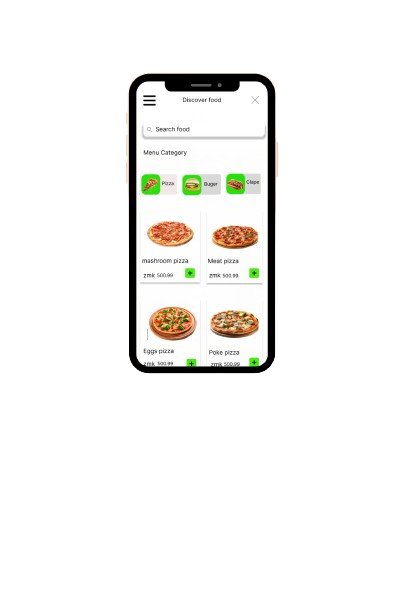 Discover food
Search food
Menu Category
Pizza
Buger
Claps
mashroom pizza
Meat pizza
zmk 500.99
zmk 500.99
Eggs pizza
Poke pizza
zmk 500.99
zmk 500.99